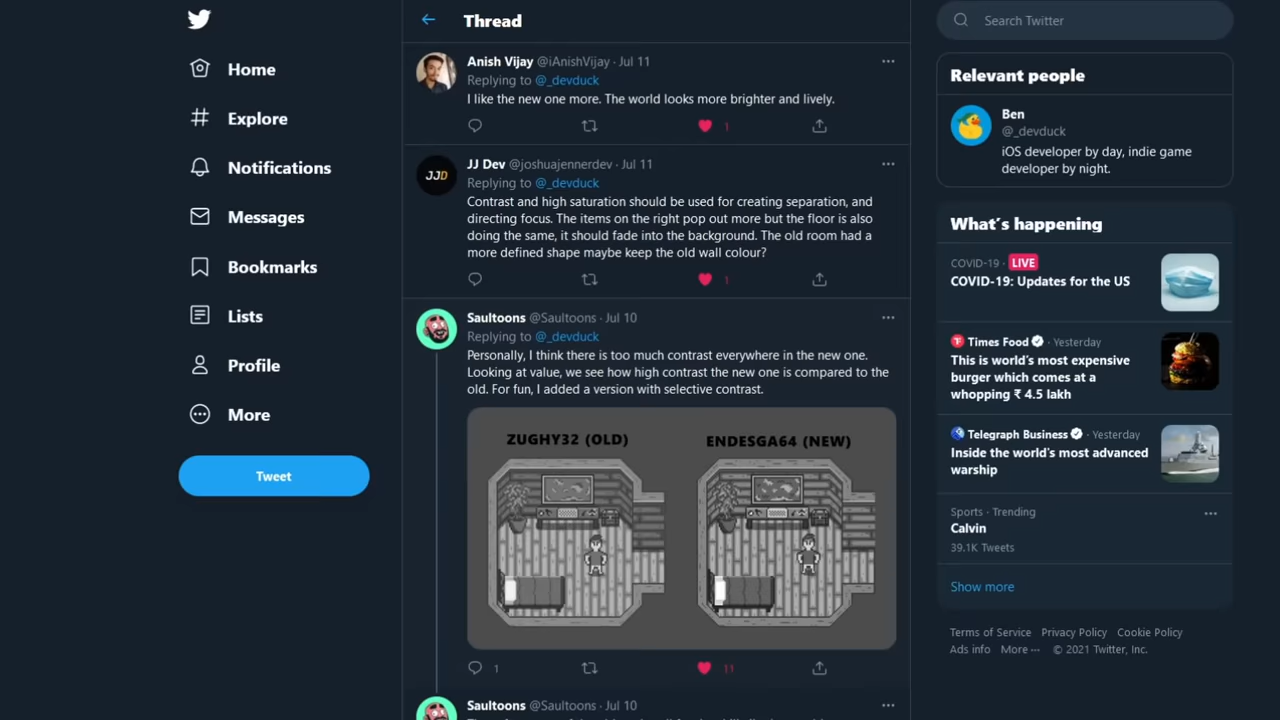 Home
Explore
Notifications
Messages
Bookmarks
Lists
Profile
More
Tweet
Thread
Anish Vijay @iAnishVijay · Jul 11
Replying to @_devduck
I like the new one more. The world looks more brighter and lively.
1
JJD
JJ Dev @joshuajennerdev · Jul 11
Replying to @_devduck
Contrast and high saturation should be used for creating separation, and
directing focus. The items on the right pop out more but the floor is also
doing the same, it should fade into the background. The old room had a
more defined shape maybe keep the old wall colour?
1
Saultoons @Saultoons · Jul 10
Replying to @_devduck
Personally, I think there is too much contrast everywhere in the new one.
Looking at value, we see how high contrast the new one is compared to the
old. For fun, I added a version with selective contrast.
ZUGHY32 (OLD)
ENDESGA64 (NEW)
1
11
Saultoons @Saultoons · Jul 10
Search Twitter
Relevant people
Ben
@_devduck
iOS developer by day, indie game
developer by night.
What's happening
COVID-19 · LIVE
COVID-19: Updates for the US
Times Food · Yesterday
This is world's most expensive
burger which comes at a
whopping ₹ 4.5 lakh
Telegraph Business · Yesterday
Inside the world's most advanced
warship
Sports · Trending
Calvin
39.1K Tweets
Show more
Terms of Service Privacy Policy Cookie Policy
Ads info More ··· © 2021 Twitter, Inc.